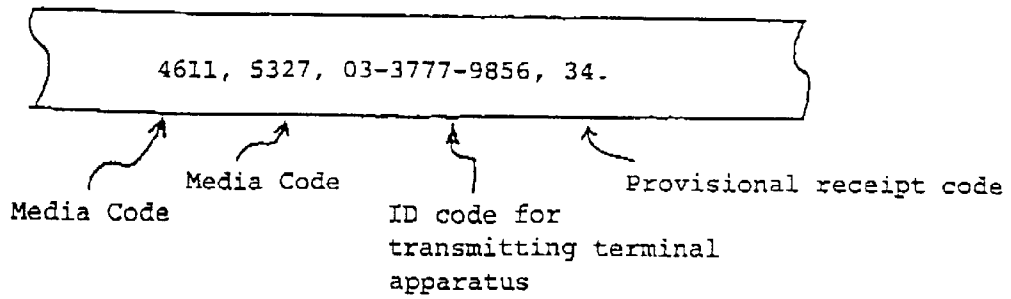 4611, 5327, 03-3777-9856, 34.
Media Code
Media Code
ID code for
transmitting terminal
apparatus
Provisional receipt code